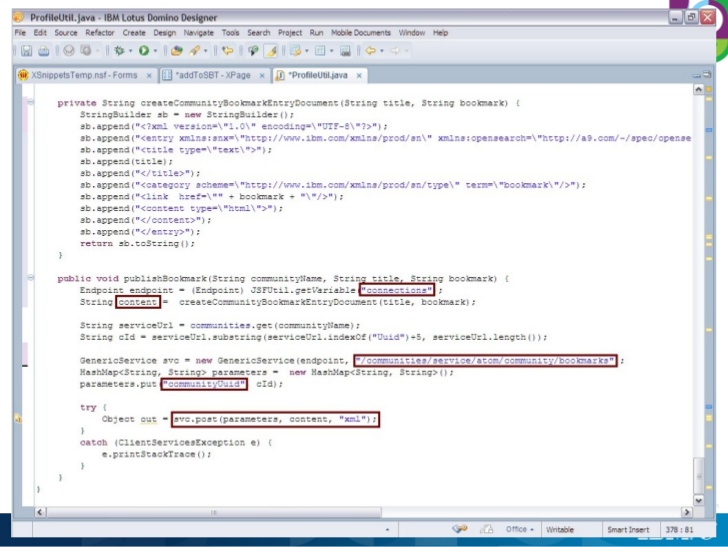 ProfileUtil.java - IBM Lotus Domino Designer
File Edit Source Refactor Create Design Navigate Tools Search Project Run Mobile Documents Window Help
XSnippetsTemp.nsf - Forms *addToSBT - XPage *ProfileUtil.java
private String createCommunityBookmarkEntryDocument(String title, String bookmark) {
StringBuilder sb = new StringBuilder();
sb.append("<?xml version=\"1.0\" encoding=\"UTF-8\"?>");
sb.append("<entry xmlns:snx=\"http://www.ibm.com/xmlns/prod/sn\" xmlns:opensearch=\"http://a9.com/-/spec/opense
sb.append("<title type=\"text\">");
sb.append(title);
sb.append("</title>");
sb.append("<category scheme=\"http://www.ibm.com/xmlns/prod/sn/type\" term=\"bookmark\"/>");
sb.append("<link  href=\"" + bookmark + "\"/>");
sb.append("<content type=\"html\">");
sb.append("</content>");
sb.append("</entry>");
return sb.toString();
}
public void publishBookmark(String communityName, String title, String bookmark) {
Endpoint endpoint = (Endpoint) JSFUtil.getVariable("connections");
String content =  createCommunityBookmarkEntryDocument(title, bookmark);
String serviceUrl = communities.get(communityName);
String cId = serviceUrl.substring(serviceUrl.indexOf("Uuid")+5, serviceUrl.length());
GenericService svc = new GenericService(endpoint, "/communities/service/atom/community/bookmarks");
HashMap<String, String> parameters =  new HashMap<String, String>();
parameters.put("communityUuid" cId);
try {
Object out = svc.post(parameters, content, "xml");
}
catch (ClientServicesException e) {
e.printStackTrace();
}
}
}
Office Writable Smart Insert 378 : 81